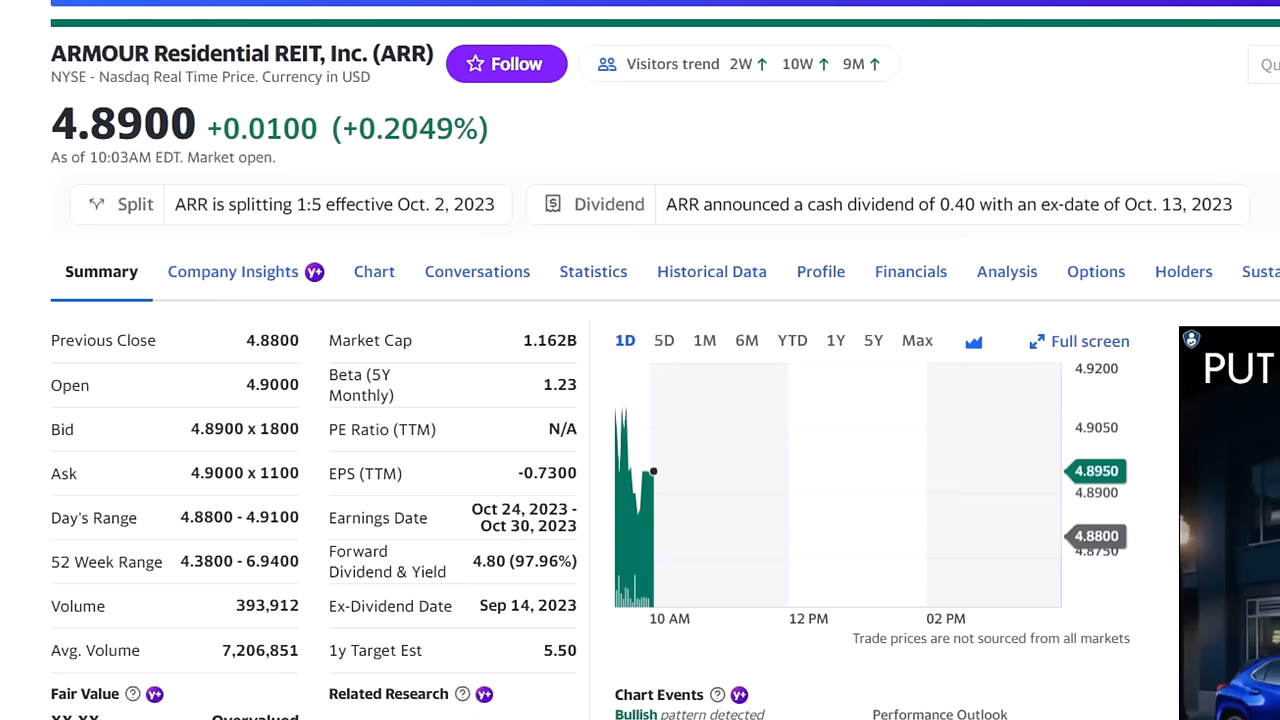 ARMOUR Residential REIT, Inc. (ARR)
Follow
Visitors trend 2W 10W 9M
NYSE - Nasdaq Real Time Price. Currency in USD
4.8900 +0.0100 (+0.2049%)
As of 10:03AM EDT. Market open.
Split ARR is splitting 1:5 effective Oct. 2, 2023
Dividend ARR announced a cash dividend of 0.40 with an ex-date of Oct. 13, 2023
Summary Company Insights y+ Chart Conversations Statistics Historical Data Profile Financials Analysis Options Holders
Previous Close 4.8800
Open 4.9000
Bid 4.8900 x 1800
Ask 4.9000 x 1100
Day's Range 4.8800 - 4.9100
52 Week Range 4.3800 - 6.9400
Volume 393,912
Avg. Volume 7,206,851
Market Cap 1.162B
Beta (5Y
Monthly) 1.23
PE Ratio (TTM) N/A
EPS (TTM) -0.7300
Earnings Date Oct 24, 2023 -
Oct 30, 2023
Forward
Dividend & Yield 4.80 (97.96%)
Ex-Dividend Date Sep 14, 2023
1y Target Est 5.50
1D 5D 1M 6M YTD 1Y 5Y Max Full screen
4.9200
4.9050
4.8950
4.8900
4.8800
4.8750
10 AM 12 PM 02 PM
Trade prices are not sourced from all markets
PUT
Fair Value y+
Related Research y+
Chart Events y+
Bullish pattern detected
Performance Outlook
XX.XX Overvalued